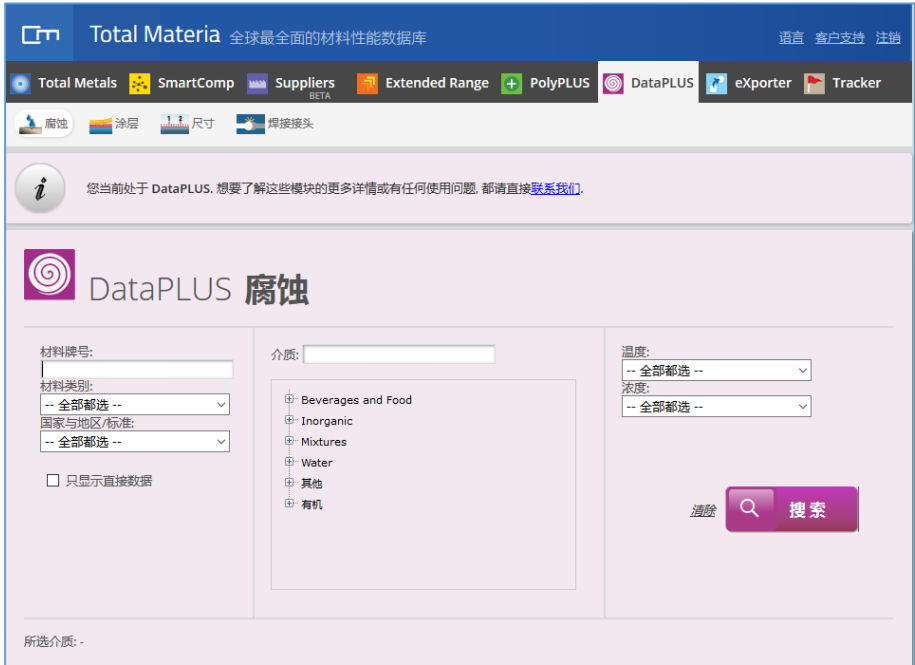 Total Materia 全球最全面的材料性能数据库
语言 客户支持 注销
Total Metals SmartComp Suppliers BETA Extended Range PolyPLUS DataPLUS eXporter Tracker
腐蚀 涂层 尺寸 焊接接头
您当前处于 DataPLUS. 想要了解这些模块的更多详情或有任何使用问题, 都请直接联系我们.
DataPLUS 腐蚀
材料牌号:
材料类别:
-- 全部都选 --
国家与地区/标准:
-- 全部都选 --
只显示直接数据
介质:
Beverages and Food
Inorganic
Mixtures
Water
其他
有机
温度:
-- 全部都选 --
浓度:
-- 全部都选 --
清除 搜索
所选介质: -